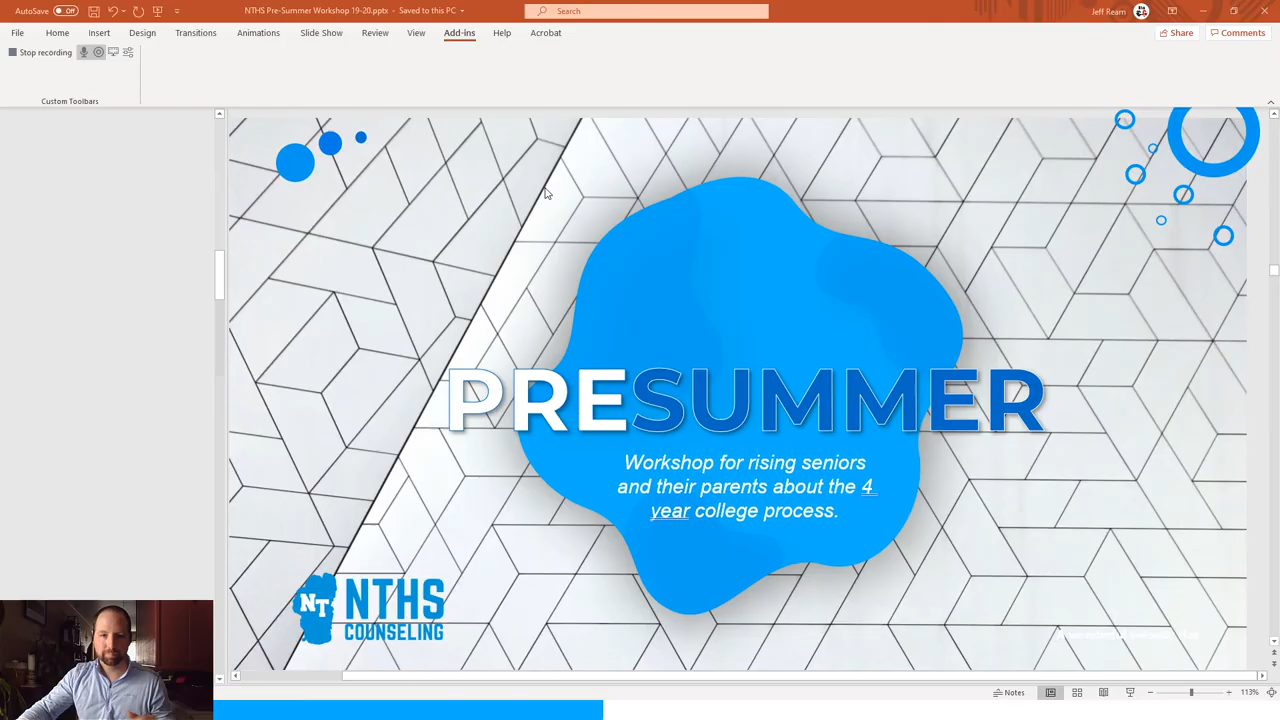 AutoSave Off
NTHS Pre-Summer Workshop 19-20.pptx - Saved to this PC
Search
Jeff Ream
File Home Insert Design Transitions Animations Slide Show Review View Add-ins Help Acrobat
Share Comments
Stop recording
Custom Toolbars
PRESUMMER
Workshop for rising seniors
and their parents about the 4
year college process.
NT
NTHS
COUNSELING
Notes
113%